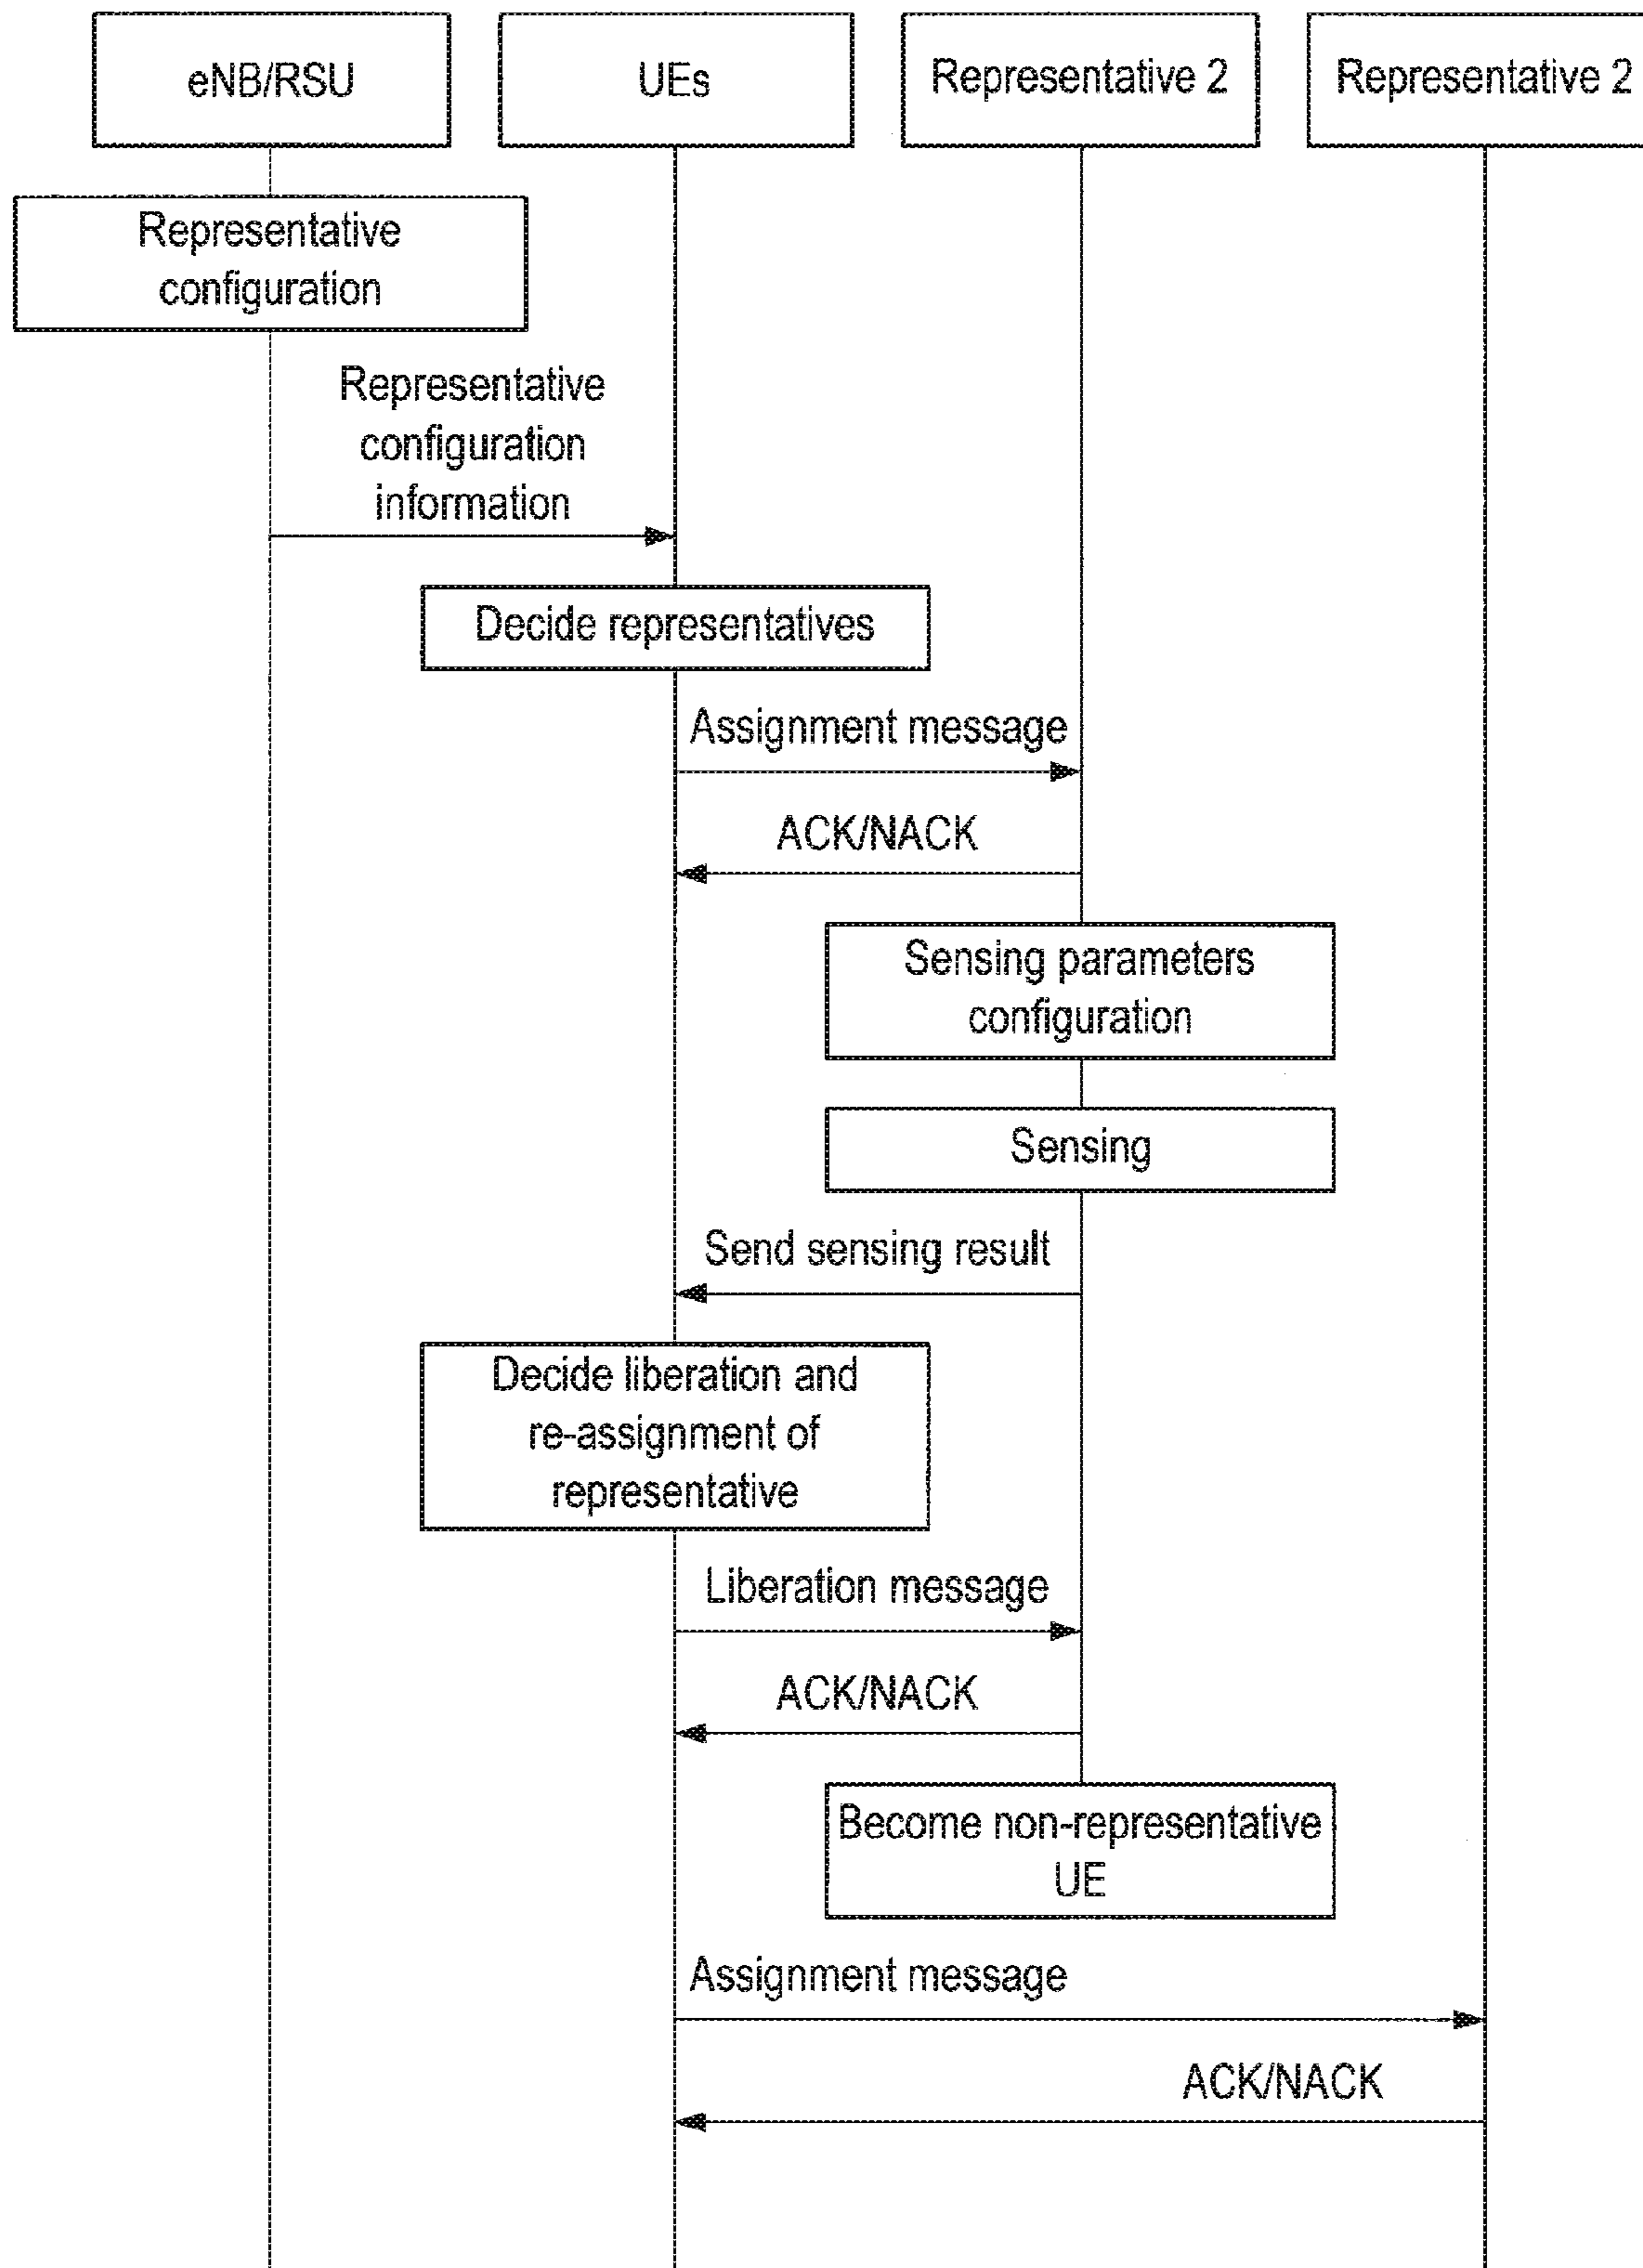 eNB/RSU
UEs
Representative 2
Representative 2
Representative
configuration
Representative
configuration
information
Decide representatives
Assignment message
ACK/NACK
Sensing parameters
configuration
Sensing
Send sensing result
Decide liberation and
re-assignment of
representative
Liberation message
ACK/NACK
Become non-representative
UE
Assignment message
ACK/NACK